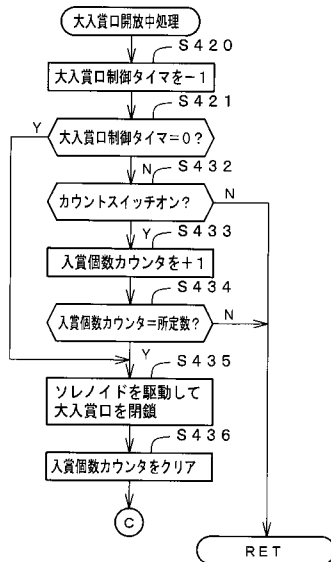 大入賞口開放中処理
S420
大入賞口制御タイマを−1
S421
Y
大入賞口制御タイマ=0?
N
S432
カウントスイッチオン?
N
Y
S433
入賞個数カウンタを+1
S434
入賞個数カウンタ=所定数?
N
Y
S435
ソレノイドを駆動して
大入賞口を閉鎖
S436
入賞個数カウンタをクリア
C
RET